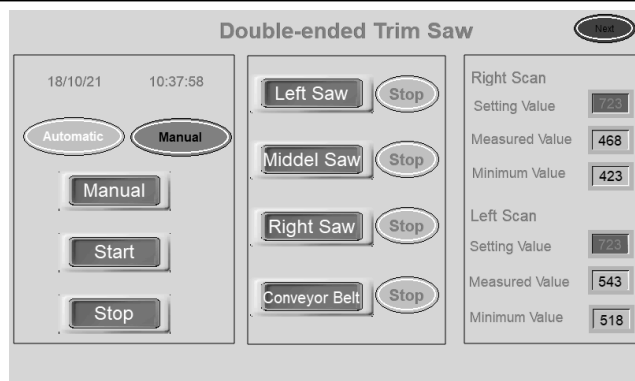 Double-ended Trim Saw
Next
18/10/21 10:37:58
Automatic Manual
Manual
Start
Stop
Left Saw Stop
Middel Saw Stop
Right Saw Stop
Conveyor Belt Stop
Right Scan
Setting Value 723
Measured Value 468
Minimum Value 423
Left Scan
Setting Value 723
Measured Value 543
Minimum Value 518